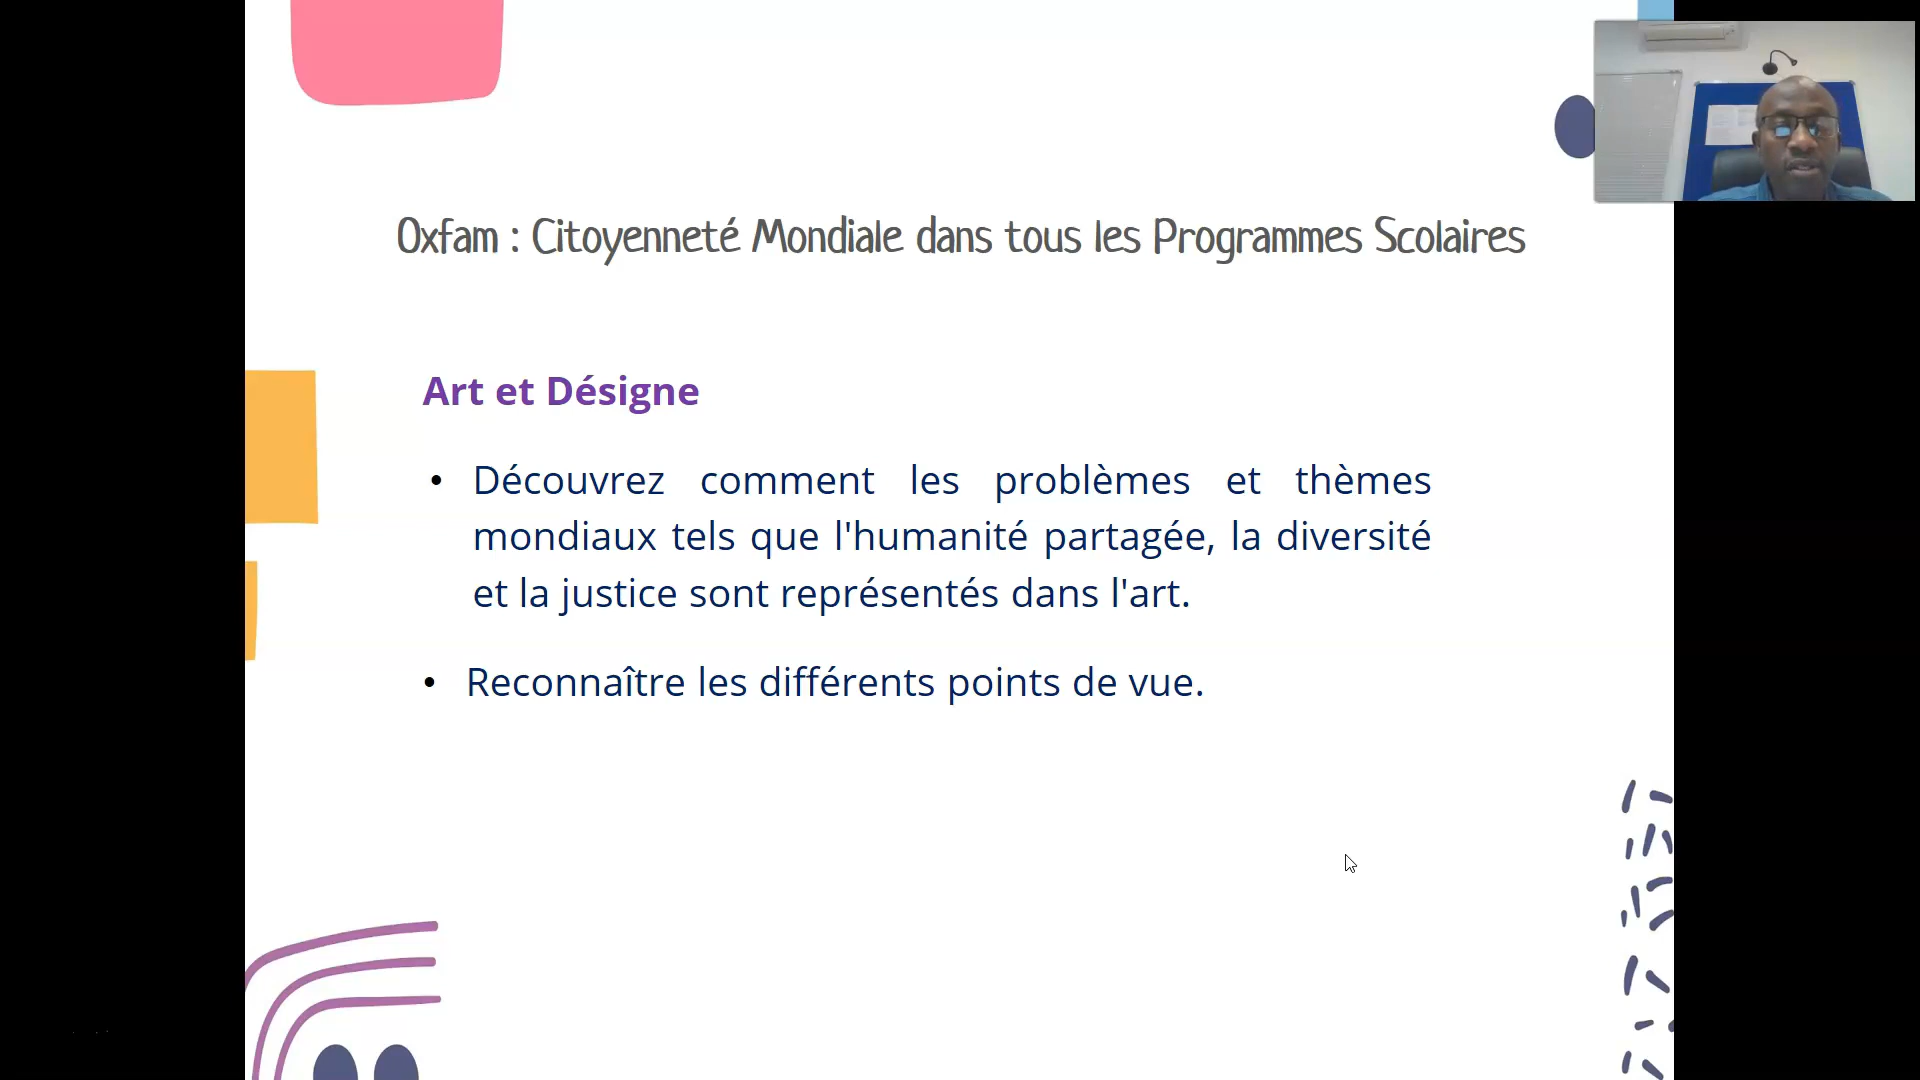 Oxfam : Citoyenneté Mondiale dans tous les Programmes Scolaires
Art et Désigne
• Découvrez comment les problèmes et thèmes
mondiaux tels que l'humanité partagée, la diversité
et la justice sont représentés dans l'art.
• Reconnaître les différents points de vue.